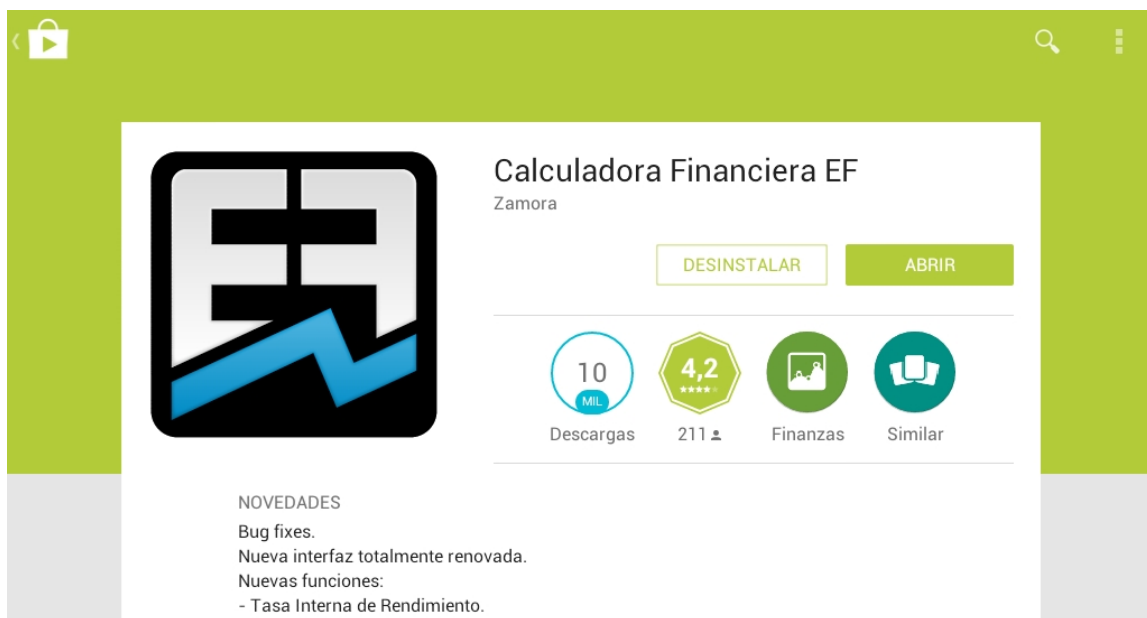 Calculadora Financiera EF
Zamora
DESINSTALAR
ABRIR
10
MIL
4,2
Descargas
211
Finanzas
Similar
NOVEDADES
Bug fixes.
Nueva interfaz totalmente renovada.
Nuevas funciones:
- Tasa Interna de Rendimiento.